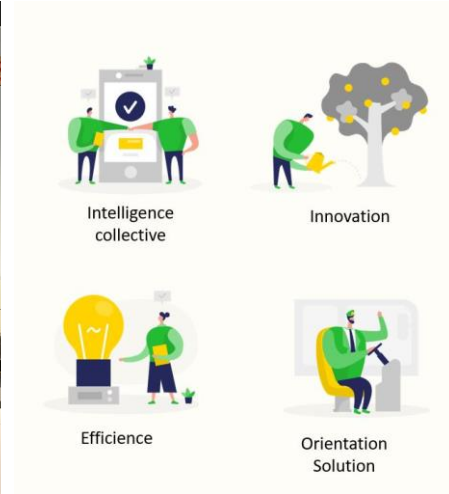 Intelligence
collective
Innovation
Efficience
Orientation
Solution